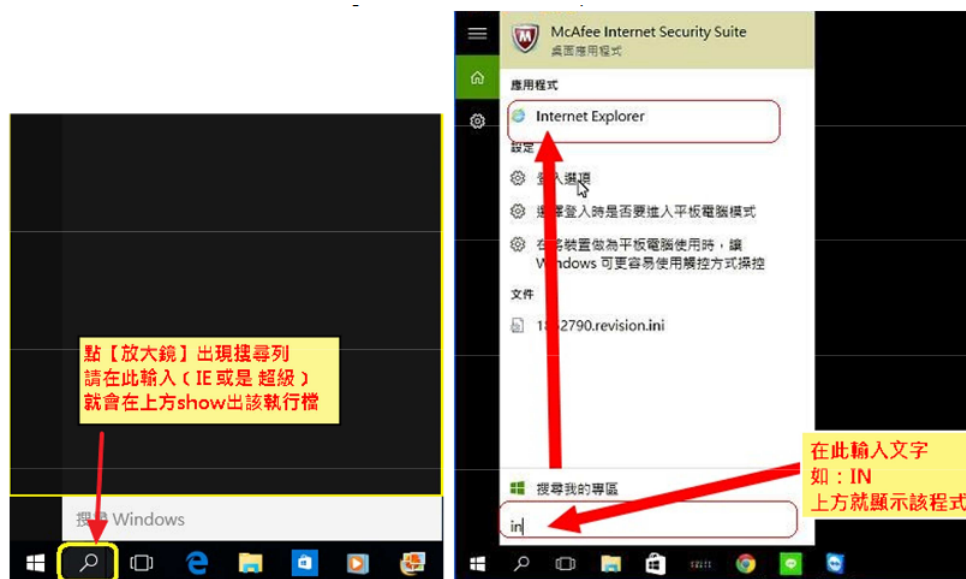 點【放大鏡】出現搜尋列
請在此輸入(IE或是 超級)
就會在上方show出該執行檔
搜尋 Windows
McAfee Internet Security Suite
桌面應用程式
應用程式
Internet Explorer
設定
登入選項
選擇登入時是否要進入平板電腦模式
在將裝置做為平板電腦使用時,讓
Windows 可更容易使用觸控方式操控
文件
2790.revision.ini
在此輸入文字
如:IN
上方就顯示該程式
搜尋我的專區
in